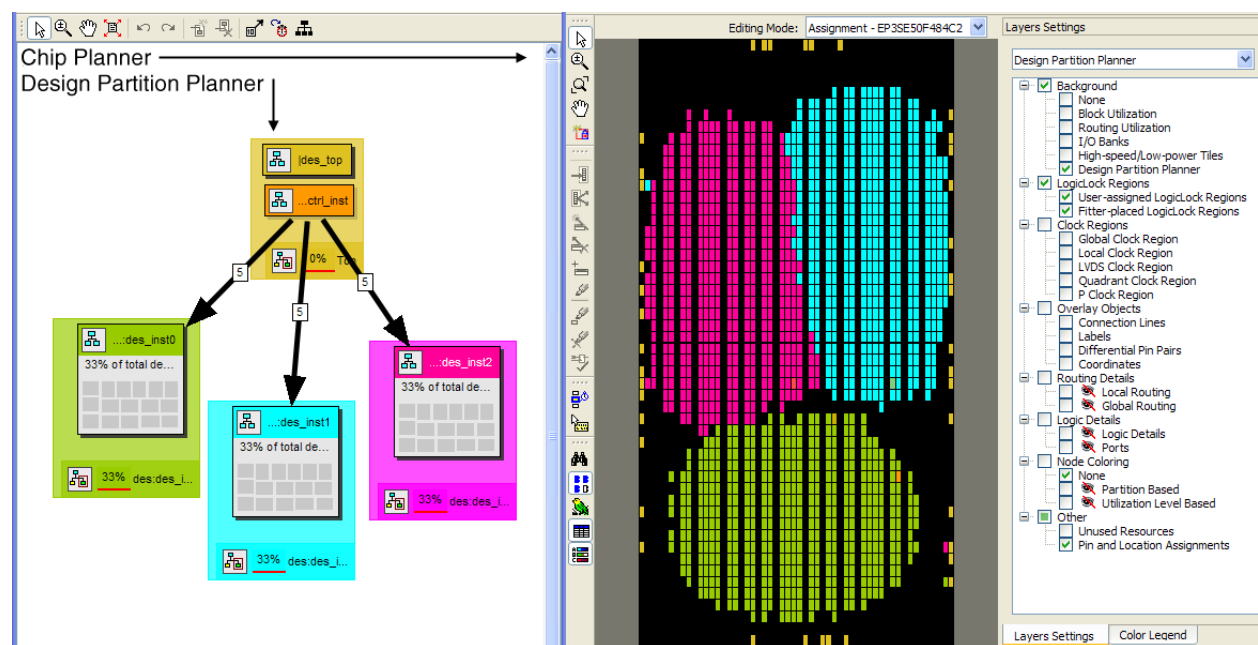 Chip Planner
Design Partition Planner
|des_top
...ctrl_inst
0% To
5
5
5
...:des_inst0
33% of total de...
33% des:des_i...
...:des_inst1
33% of total de...
33% des:des_i...
...:des_inst2
33% of total de...
33% des:des_i...
Editing Mode: Assignment - EP3SE50F484C2
Layers Settings
Design Partition Planner
Background
None
Block Utilization
Routing Utilization
I/O Banks
High-speed/Low-power Tiles
Design Partition Planner
LogicLock Regions
User-assigned LogicLock Regions
Fitter-placed LogicLock Regions
Clock Regions
Global Clock Region
Local Clock Region
LVDS Clock Region
Quadrant Clock Region
P Clock Region
Overlay Objects
Connection Lines
Labels
Differential Pin Pairs
Coordinates
Routing Details
Local Routing
Global Routing
Logic Details
Logic Details
Ports
Node Coloring
None
Partition Based
Utilization Level Based
Other
Unused Resources
Pin and Location Assignments
Layers Settings
Color Legend